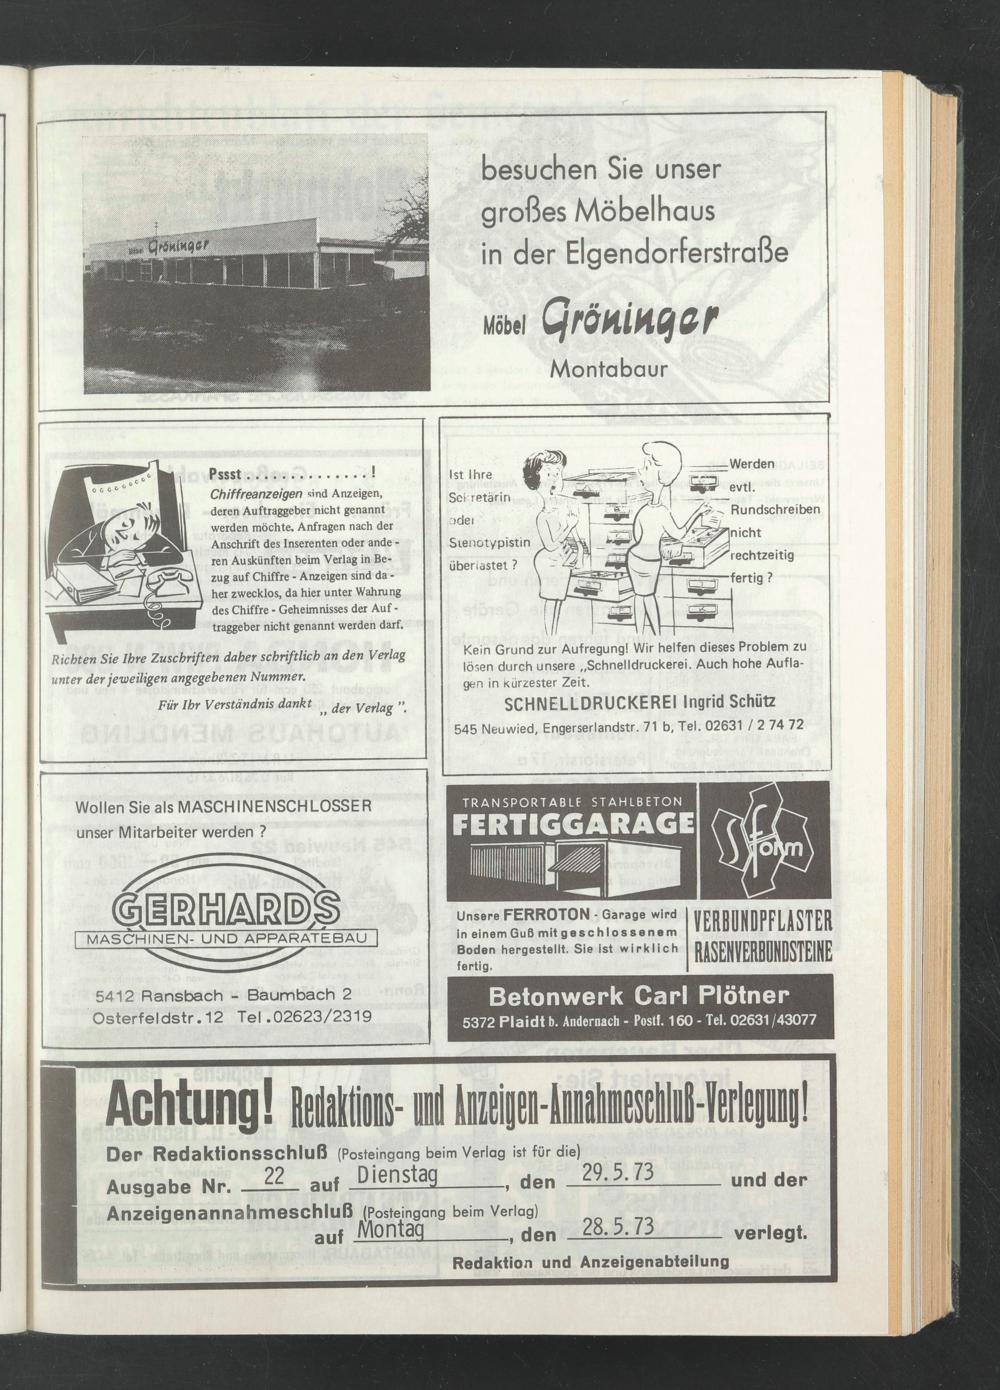 besuchen Sie unser
großes Möbelhaus
in der Elgendorferstraße
Möbel Gröninger
Montabaur
Möbel Gröninger
Pssst . . . . . . . . . . . . . . !
Chiffreanzeigen sind Anzeigen,
deren Auftraggeber nicht genannt
werden möchte. Anfragen nach der
Anschrift des Inserenten oder ande -
ren Auskünften beim Verlag in Be-
zug auf Chiffre - Anzeigen sind da -
her zwecklos, da hier unter Wahrung
des Chiffre - Geheimnisses der Auf -
traggeber nicht genannt werden darf.
Richten Sie Ihre Zuschriften daher schriftlich an den Verlag
unter der jeweiligen angegebenen Nummer.
Für Ihr Verständnis dankt „ der Verlag ”.
Ist Ihre
Sekretärin
oder
Stenotypistin
überlastet ?
Werden
evtl.
Rundschreiben
nicht
rechtzeitig
fertig ?
Kein Grund zur Aufregung! Wir helfen dieses Problem zu
lösen durch unsere „Schnelldruckerei. Auch hohe Aufla-
gen in kürzester Zeit.
SCHNELLDRUCKEREI Ingrid Schütz
545 Neuwied, Engerserlandstr. 71 b, Tel. 02631 / 2 74 72
Wollen Sie als MASCHINENSCHLOSSER
unser Mitarbeiter werden ?
GERHARDS
MASCHINEN- UND APPARATEBAU
5412 Ransbach - Baumbach 2
Osterfeldstr. 12 Tel. 02623/2319
TRANSPORTABLE STAHLBETON
FERTIGGARAGE
Sf form
Unsere FERROTON - Garage wird
in einem Guß mit geschlossenem
Boden hergestellt. Sie ist wirklich
fertig.
VERBUNDPFLASTER
RASENVERBUNDSTEINE
Betonwerk Carl Plötner
5372 Plaidt b. Andernach - Postf. 160 - Tel. 02631/43077
Achtung! Redaktions- und Anzeigen-Annahmeschluß-Verlegung!
Der Redaktionsschluß (Posteingang beim Verlag ist für die)
Ausgabe Nr. 22 auf Dienstag, den 29.5.73 und der
Anzeigenannahmeschluß (Posteingang beim Verlag)
auf Montag, den 28.5.73 verlegt.
Redaktion und Anzeigenabteilung